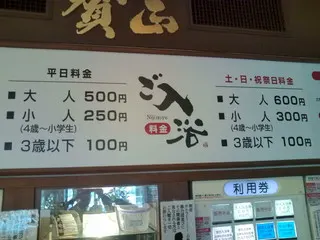 賀正
平日料金
■ 大人 500円
■ 小人 250円
(4歳〜小学生)
■ 3歳以下 100円
ご入浴
料金
土・日・祝祭日料金
■ 大人 600円
■ 小人 300円
(4歳〜小学生)
■ 3歳以下 100円
利用券